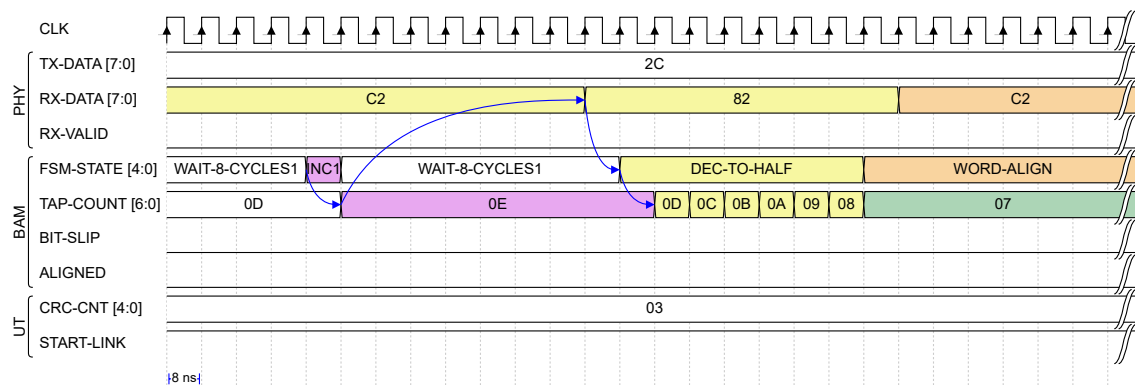 CLK
PHY
TX-DATA [7:0] 2C
RX-DATA [7:0] C2 82 C2
RX-VALID
BAM
FSM-STATE [4:0] WAIT-8-CYCLES1 INC1 WAIT-8-CYCLES1 DEC-TO-HALF WORD-ALIGN
TAP-COUNT [6:0] 0D 0E 0D 0C 0B 0A 09 08 07
BIT-SLIP
ALIGNED
UT
CRC-CNT [4:0] 03
START-LINK
8 ns